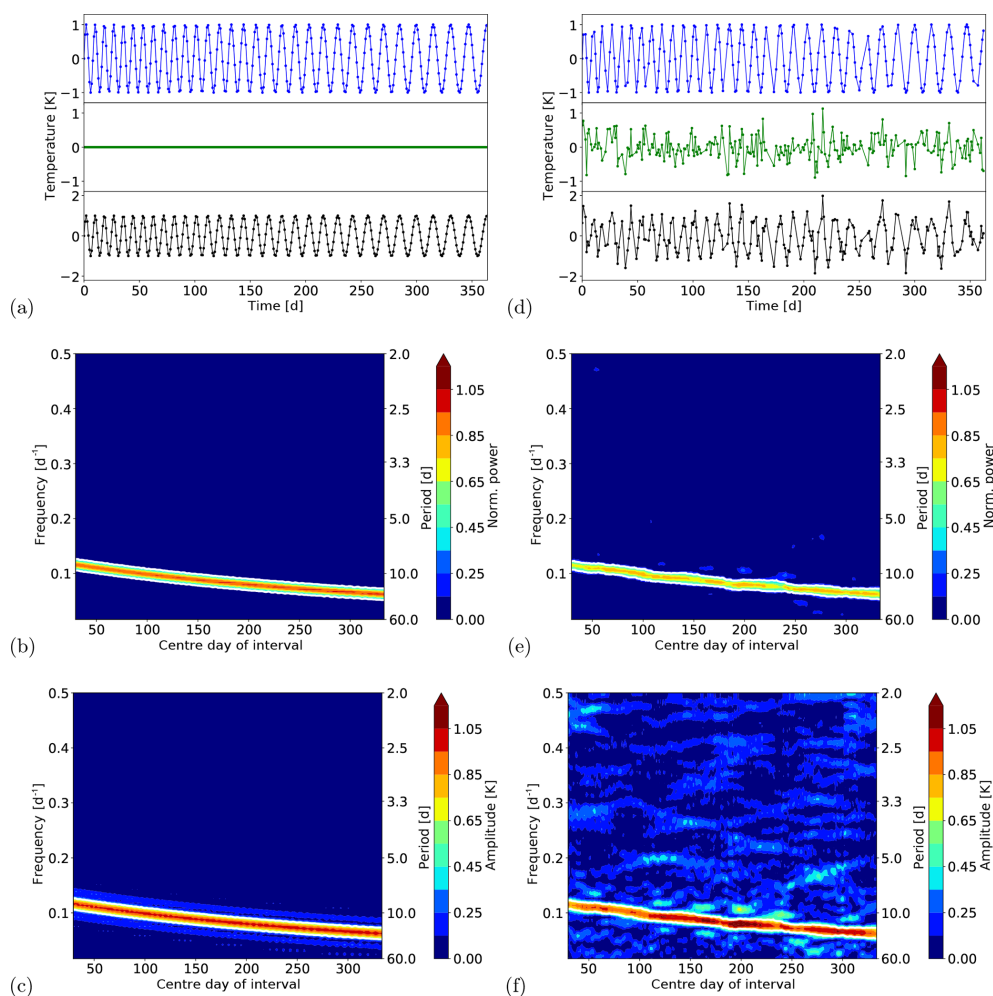 1
0
−1
1
0
−1
2
0
−2
Temperature [K]
0 50 100 150 200 250 300 350
Time [d]
(a)
1
0
−1
1
0
−1
2
0
−2
Temperature [K]
0 50 100 150 200 250 300 350
Time [d]
(d)
0.5
0.4
0.3
0.2
0.1
Frequency [d-1]
50 100 150 200 250 300
Centre day of interval
2.0
2.5
3.3
5.0
10.0
60.0
Period [d]
1.05
0.85
0.65
0.45
0.25
0.00
Norm. power
(b)
0.5
0.4
0.3
0.2
0.1
Frequency [d-1]
50 100 150 200 250 300
Centre day of interval
2.0
2.5
3.3
5.0
10.0
60.0
Period [d]
1.05
0.85
0.65
0.45
0.25
0.00
Norm. power
(e)
0.5
0.4
0.3
0.2
0.1
Frequency [d-1]
50 100 150 200 250 300
Centre day of interval
2.0
2.5
3.3
5.0
10.0
60.0
Period [d]
1.05
0.85
0.65
0.45
0.25
0.00
Amplitude [K]
(c)
0.5
0.4
0.3
0.2
0.1
Frequency [d-1]
50 100 150 200 250 300
Centre day of interval
2.0
2.5
3.3
5.0
10.0
60.0
Period [d]
1.05
0.85
0.65
0.45
0.25
0.00
Amplitude [K]
(f)